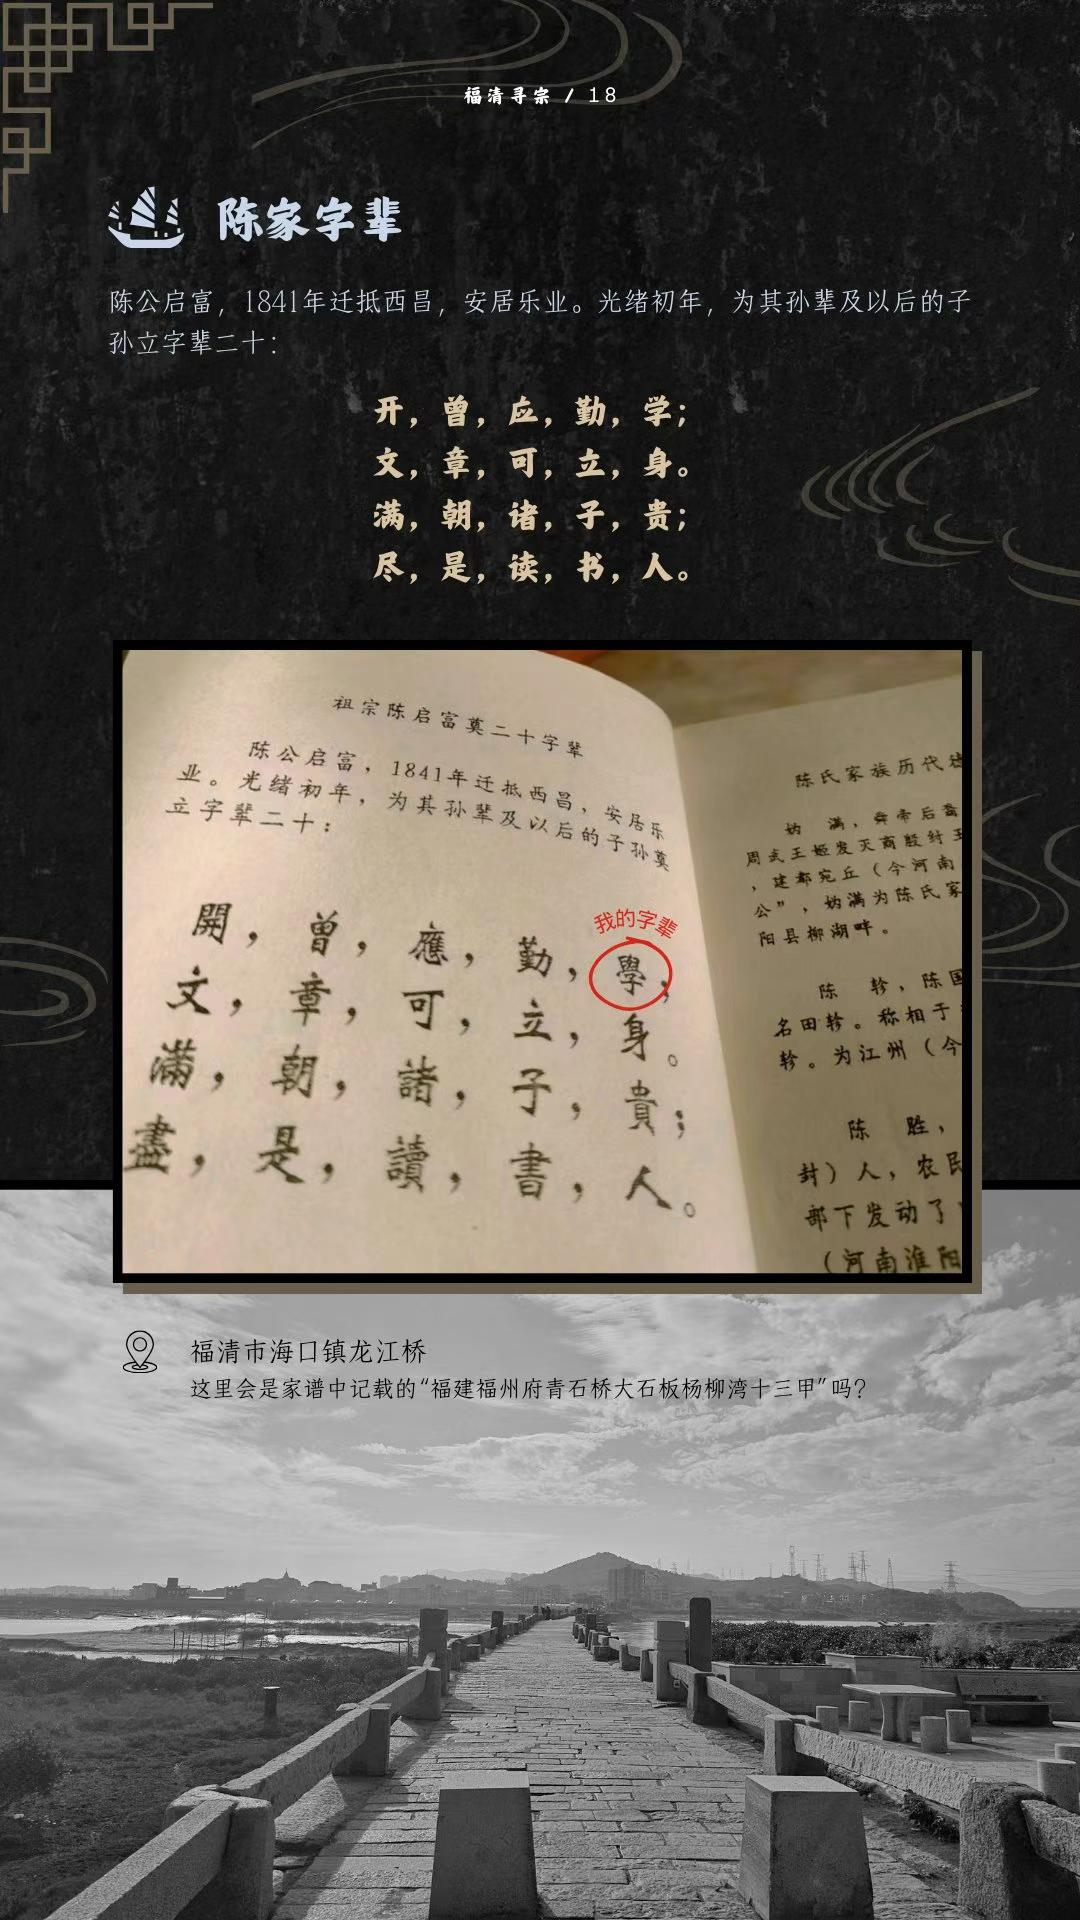 福清寻宗 / 18
陈家字辈
陈公启富，1841年迁抵西昌，安居乐业。光绪初年，为其孙辈及以后的子
孙立字辈二十：
开，曾，应，勤，学；
文，章，可，立，身。
满，朝，诸，子，贵；
尽，是，读，书，人。
祖宗陈启富奠二十字辈
陈公启富，1841年迁抵西昌，安居乐
业。光绪初年，为其孙辈及以后的子孙奠
立字辈二十：
我的字辈
開，曾，應，勤，學；
文，章，可，立，身。
滿，朝，諸，子，貴；
盡，是，讀，書，人。
陈氏家族历代
妫 满，舜帝后裔
周武王姬发灭商殷纣王
，建都宛丘（今河南
公”，妫满为陈氏家
阳县柳湖畔。
陈 轸，陈国
名田轸。称相于
轸。为江州（今
陈 胜，
封）人，农民
部下发动了
（河南淮阳
福清市海口镇龙江桥
这里会是家谱中记载的“福建福州府青石桥大石板杨柳湾十三甲”吗？